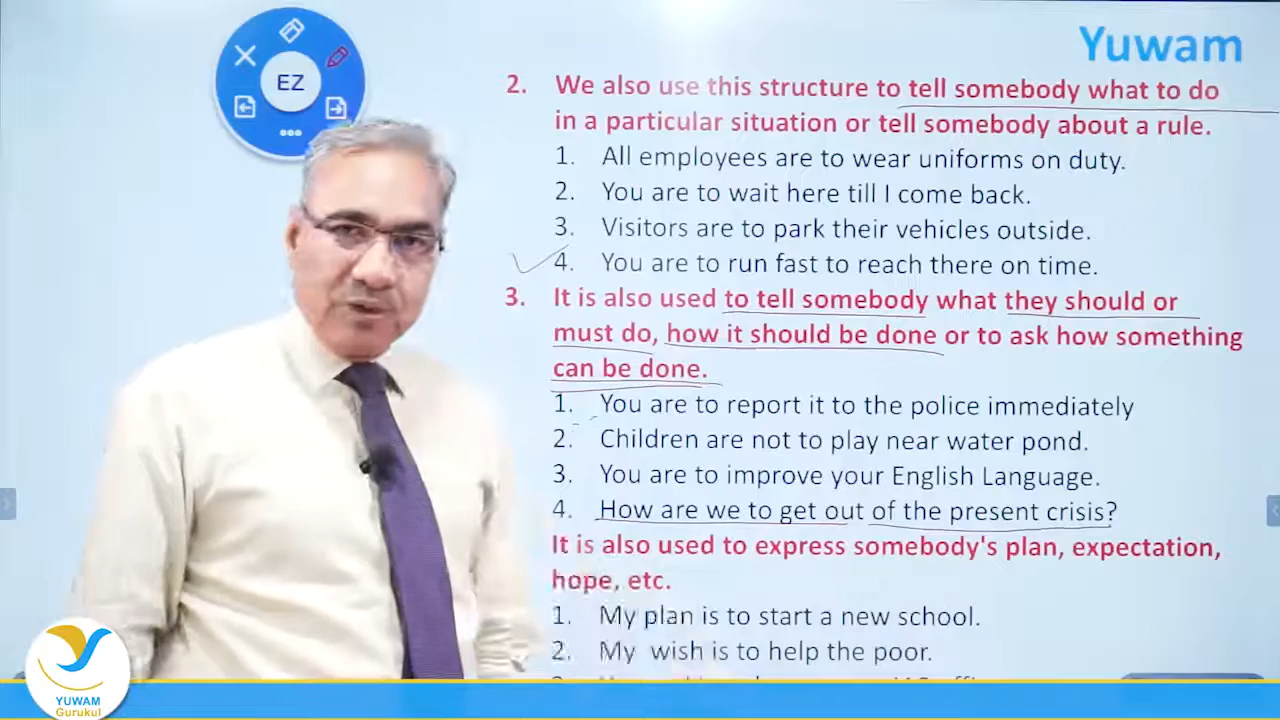 Yuwam
EZ
2. We also use this structure to tell somebody what to do
in a particular situation or tell somebody about a rule.
1. All employees are to wear uniforms on duty.
2. You are to wait here till I come back.
3. Visitors are to park their vehicles outside.
4. You are to run fast to reach there on time.
3. It is also used to tell somebody what they should or
must do, how it should be done or to ask how something
can be done.
1. You are to report it to the police immediately
2. Children are not to play near water pond.
3. You are to improve your English Language.
4. How are we to get out of the present crisis?
It is also used to express somebody's plan, expectation,
hope, etc.
1. My plan is to start a new school.
2. My wish is to help the poor.
YUWAM
Gurukul